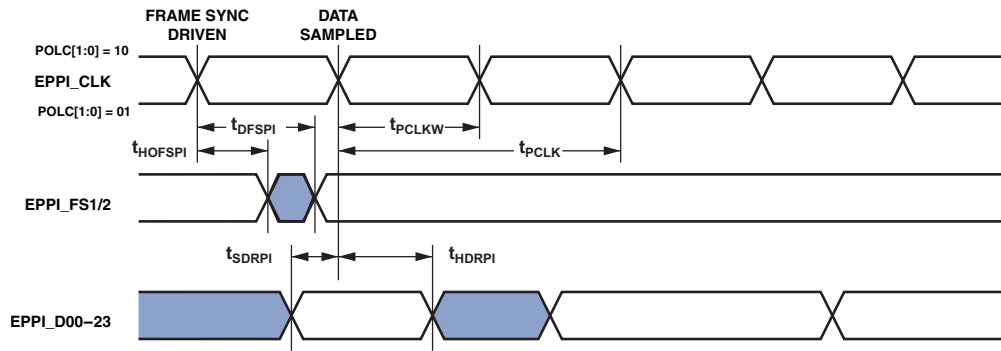 FRAME SYNC
DRIVEN
DATA
SAMPLED
POLC[1:0] = 10
EPPI_CLK
POLC[1:0] = 01
tDFSPI
tPCLKW
tHOFSPI
tPCLK
EPPI_FS1/2
tSDRPI
tHDRPI
EPPI_D00–23